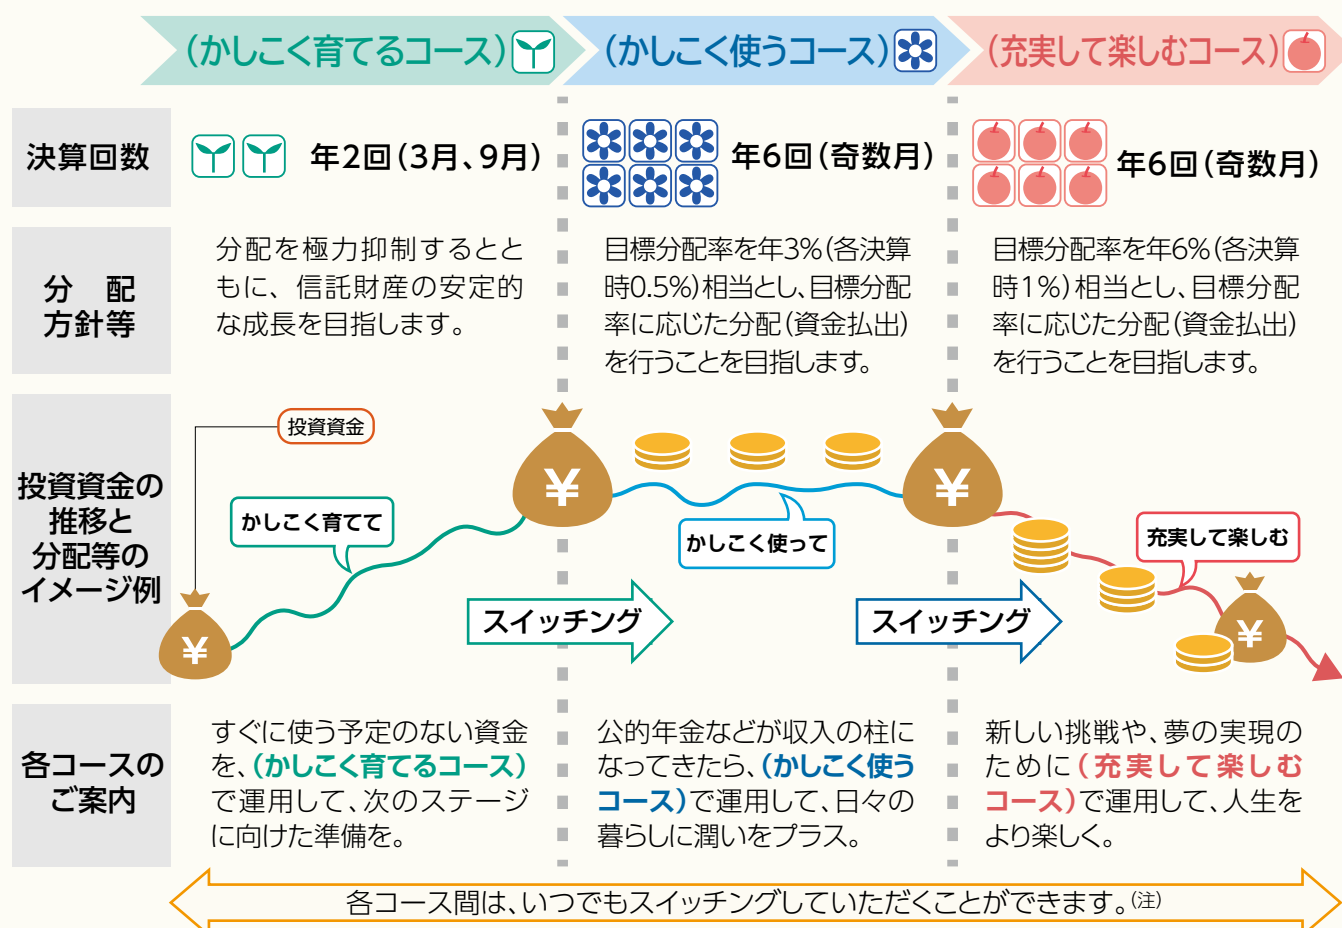 (かしこく育てるコース)
(かしこく使うコース)
(充実して楽しむコース)
決算回数
年2回(3月、9月)
年6回(奇数月)
年6回(奇数月)
分　配
方針等
分配を極力抑制するとと
もに、信託財産の安定的
な成長を目指します。
目標分配率を年3%(各決算
時0.5%)相当とし、目標分配
率に応じた分配(資金払出)
を行うことを目指します。
目標分配率を年6%(各決算
時1%)相当とし、目標分配
率に応じた分配(資金払出)
を行うことを目指します。
投資資金の
推移と
分配等の
イメージ例
投資資金
かしこく育てて
¥
¥
スイッチング
かしこく使って
¥
スイッチング
充実して楽しむ
¥
各コースの
ご案内
すぐに使う予定のない資金
を、(かしこく育てるコース)
で運用して、次のステージ
に向けた準備を。
公的年金などが収入の柱に
なってきたら、(かしこく使う
コース)で運用して、日々の
暮らしに潤いをプラス。
新しい挑戦や、夢の実現の
ために(充実して楽しむ
コース)で運用して、人生を
より楽しく。
各コース間は、いつでもスイッチングしていただくことができます。(注)